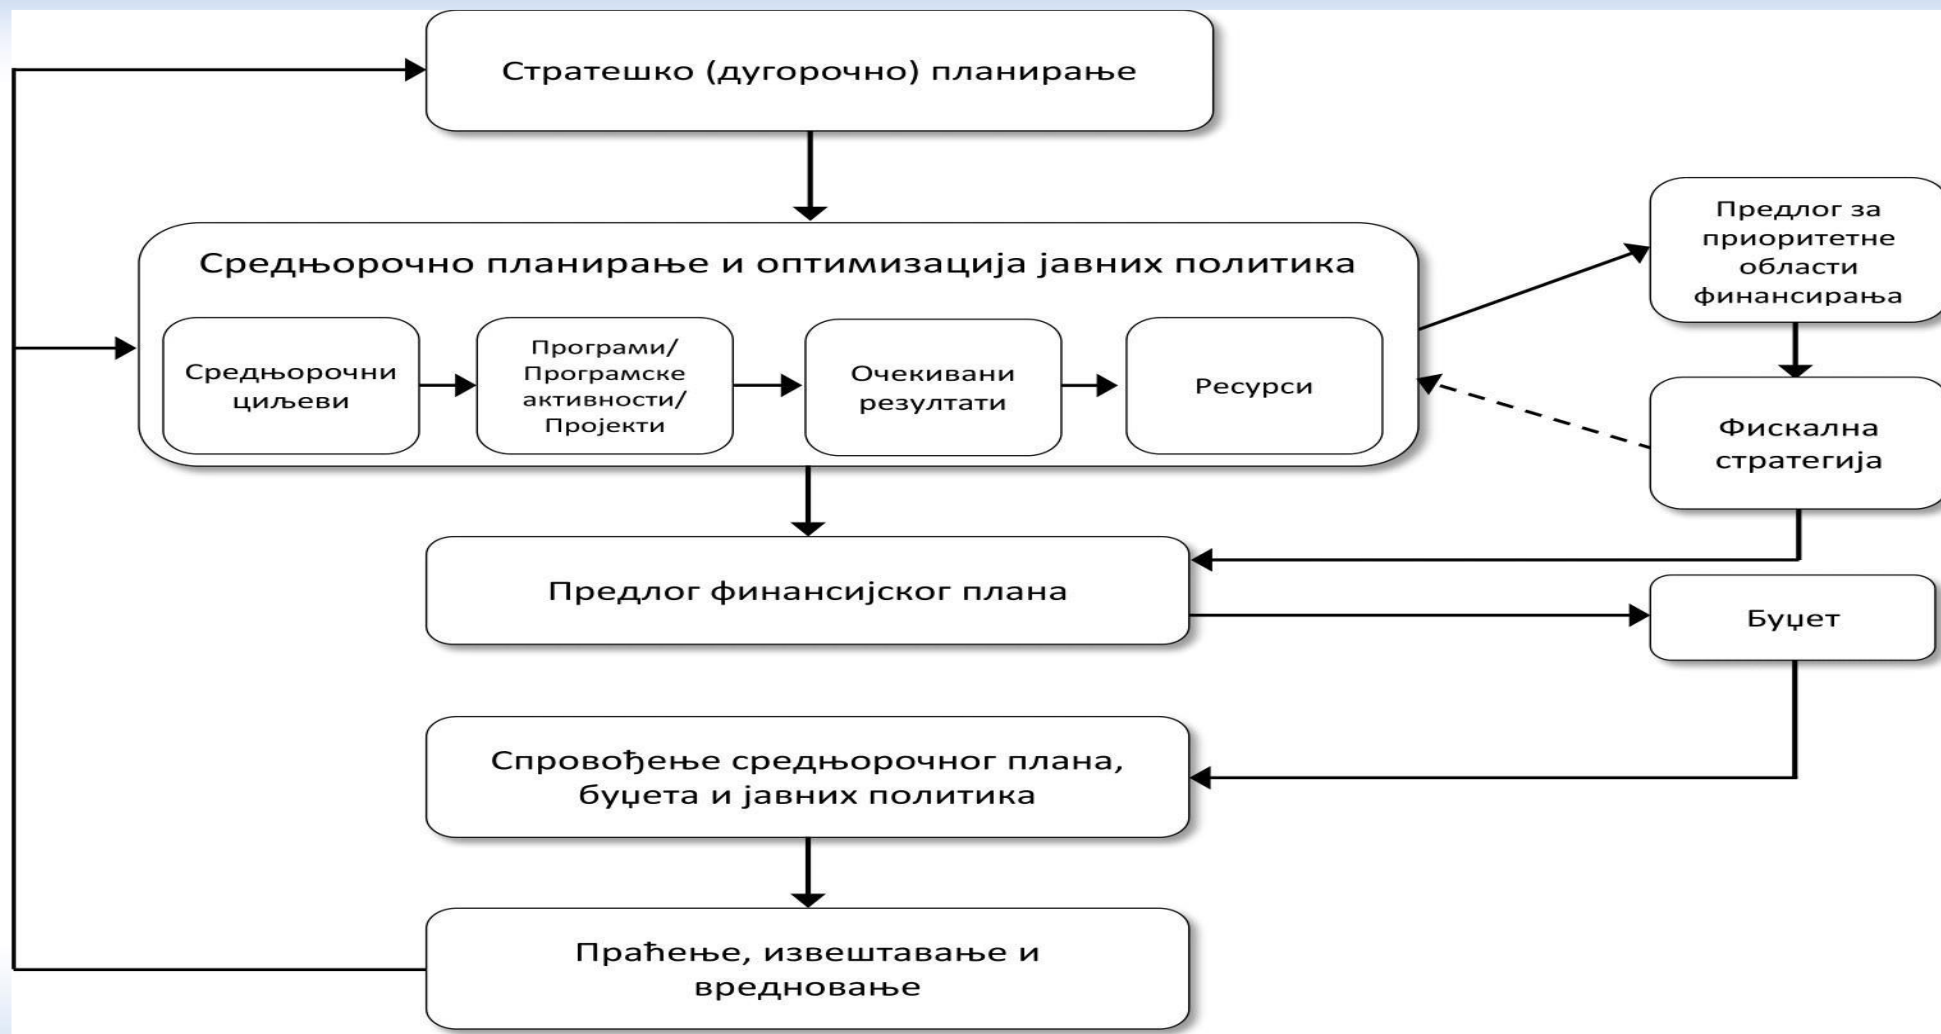 Стратешко (дугорочно) планирање
Средњорочно планирање и оптимизација јавних политика
Средњорочни
циљеви
Програми/
Програмске
активности/
Пројекти
Очекивани
резултати
Ресурси
Предлог за
приоритетне
области
финансирања
Фискална
стратегија
Предлог финансијског плана
Буџет
Спровођење средњорочног плана,
буџета и јавних политика
Праћење, извештавање и
вредновање